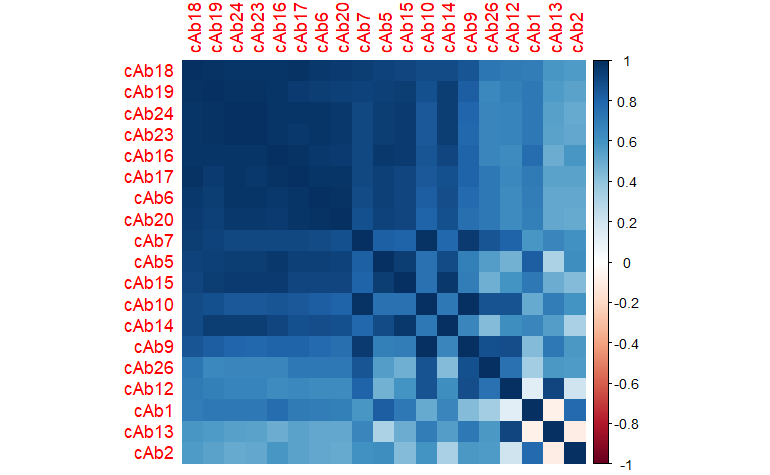 cAb18 cAb19 cAb24 cAb23 cAb16 cAb17 cAb6 cAb20 cAb7 cAb5 cAb15 cAb10 cAb14 cAb9 cAb26 cAb12 cAb1 cAb13 cAb2
cAb18
cAb19
cAb24
cAb23
cAb16
cAb17
cAb6
cAb20
cAb7
cAb5
cAb15
cAb10
cAb14
cAb9
cAb26
cAb12
cAb1
cAb13
cAb2
1
0.8
0.6
0.4
0.2
0
-0.2
-0.4
-0.6
-0.8
-1